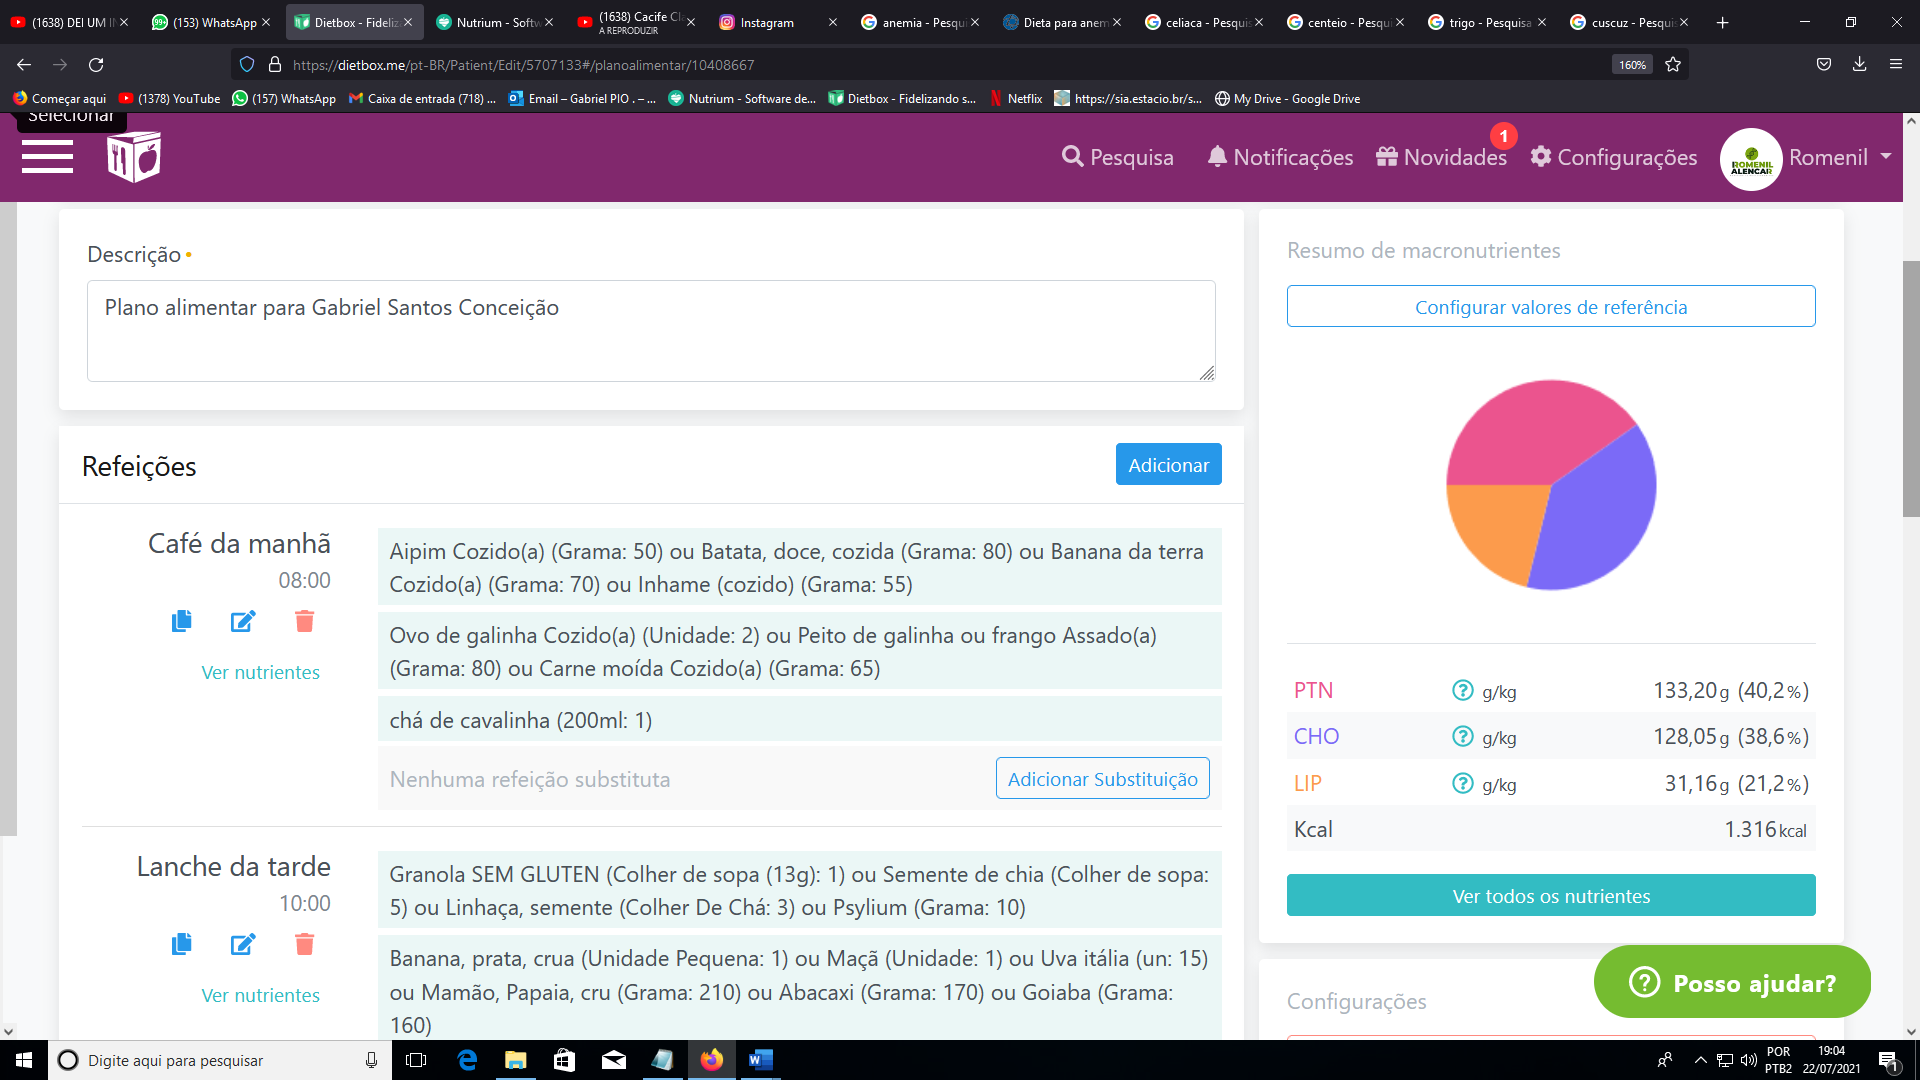 (1638) DEI UM IN
(153) WhatsApp
Dietbox - Fideliza
Nutrium - Softw
(1638) Cacife Cla
A REPRODUZIR
Instagram
anemia - Pesqui
Dieta para anem
celiaca - Pesquis
centeio - Pesqui
trigo - Pesquisa
cuscuz - Pesquis
https://dietbox.me/pt-BR/Patient/Edit/5707133#/planoalimentar/10408667
160%
Começar aqui
(1378) YouTube
(157) WhatsApp
Caixa de entrada (718) ...
Email – Gabriel PIO . – ...
Nutrium - Software de...
Dietbox - Fidelizando s...
Netflix
https://sia.estacio.br/s...
My Drive - Google Drive
Selecionar
Pesquisa
Notificações
Novidades
1
Configurações
ROMENIL
ALENCAR
Romenil
Descrição
Plano alimentar para Gabriel Santos Conceição
Refeições
Adicionar
Café da manhã
08:00
Ver nutrientes
Aipim Cozido(a) (Grama: 50) ou Batata, doce, cozida (Grama: 80) ou Banana da terra
Cozido(a) (Grama: 70) ou Inhame (cozido) (Grama: 55)
Ovo de galinha Cozido(a) (Unidade: 2) ou Peito de galinha ou frango Assado(a)
(Grama: 80) ou Carne moída Cozido(a) (Grama: 65)
chá de cavalinha (200ml: 1)
Nenhuma refeição substituta
Adicionar Substituição
Lanche da tarde
10:00
Ver nutrientes
Granola SEM GLUTEN (Colher de sopa (13g): 1) ou Semente de chia (Colher de sopa:
5) ou Linhaça, semente (Colher De Chá: 3) ou Psylium (Grama: 10)
Banana, prata, crua (Unidade Pequena: 1) ou Maçã (Unidade: 1) ou Uva itália (un: 15)
ou Mamão, Papaia, cru (Grama: 210) ou Abacaxi (Grama: 170) ou Goiaba (Grama:
160)
Resumo de macronutrientes
Configurar valores de referência
PTN ? g/kg 133,20g (40,2%)
CHO ? g/kg 128,05g (38,6%)
LIP ? g/kg 31,16g (21,2%)
Kcal 1.316kcal
Ver todos os nutrientes
Configurações
? Posso ajudar?
Digite aqui para pesquisar
POR
PTB2
19:04
22/07/2021
1